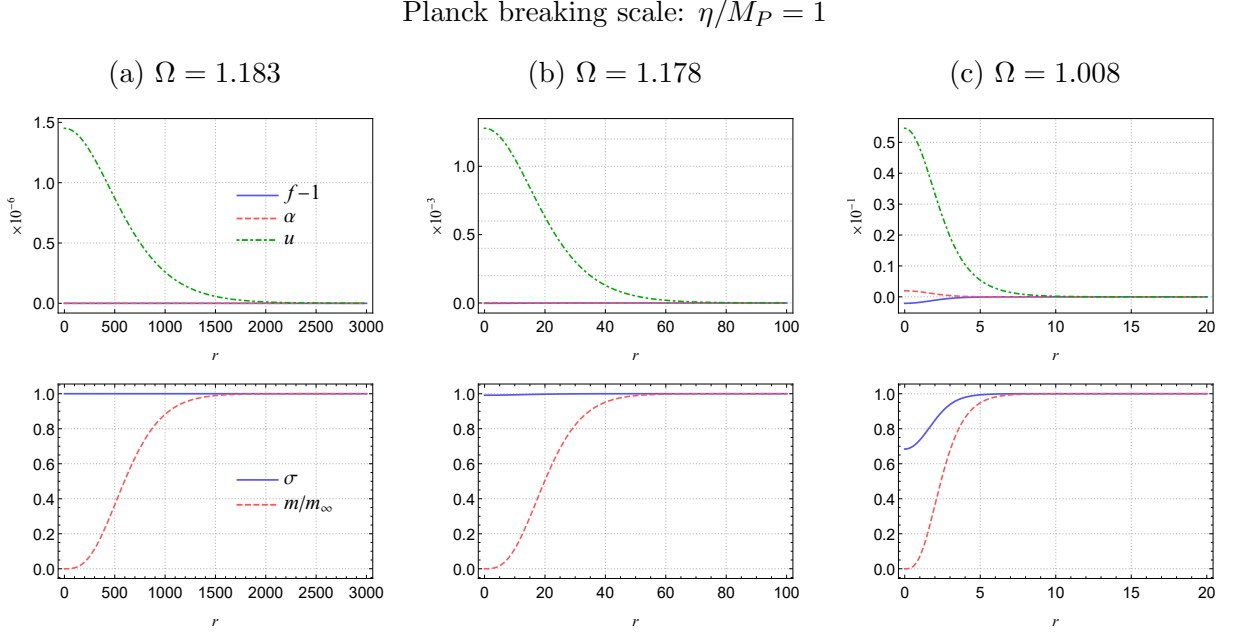 Planck breaking scale: η/M_P = 1
(a) Ω = 1.183
(b) Ω = 1.178
(c) Ω = 1.008
×10⁻⁶
1.5
1.0
0.5
0.0
f−1
α
u
0 500 1000 1500 2000 2500 3000
r
×10⁻³
1.0
0.5
0.0
0 20 40 60 80 100
r
×10⁻¹
0.5
0.4
0.3
0.2
0.1
0.0
0 5 10 15 20
r
1.0
0.8
0.6
0.4
0.2
0.0
σ
m/m_∞
0 500 1000 1500 2000 2500 3000
r
1.0
0.8
0.6
0.4
0.2
0.0
0 20 40 60 80 100
r
1.0
0.8
0.6
0.4
0.2
0.0
0 5 10 15 20
r